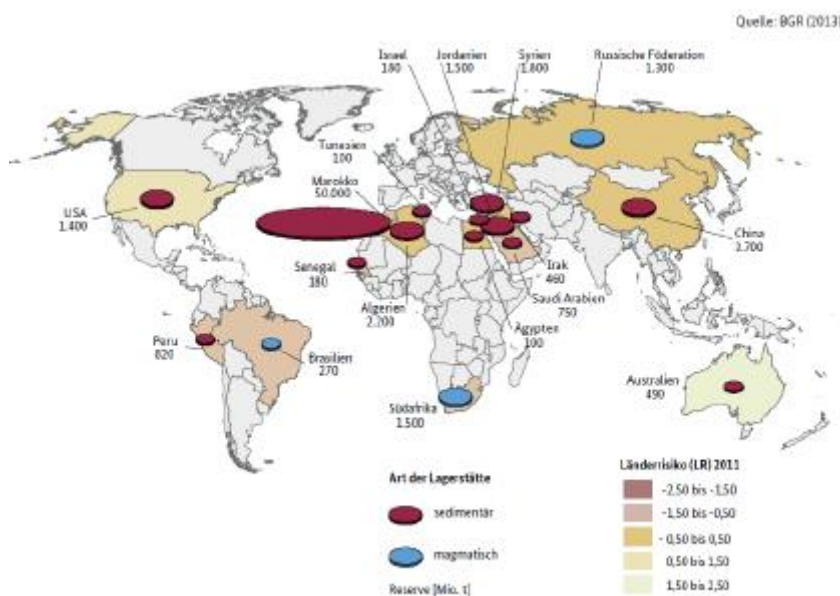 Quelle: BGR (2013)
Israel
180
Jordanien
1.500
Syrien
1.800
Russische Föderation
1.300
Tunesien
100
Marokko
50.000
USA
1.400
China
3.700
Senegal
180
Irak
460
Algerien
2.200
Saudi Arabien
750
Ägypten
100
Peru
820
Brasilien
270
Südafrika
1.500
Australien
490
Art der Lagerstätte
sedimentär
magmatisch
Reserve [Mio. t]
Länderrisiko (LR) 2011
-2,50 bis -1,50
-1,50 bis -0,50
- 0,50 bis 0,50
0,50 bis 1,50
1,50 bis 2,50